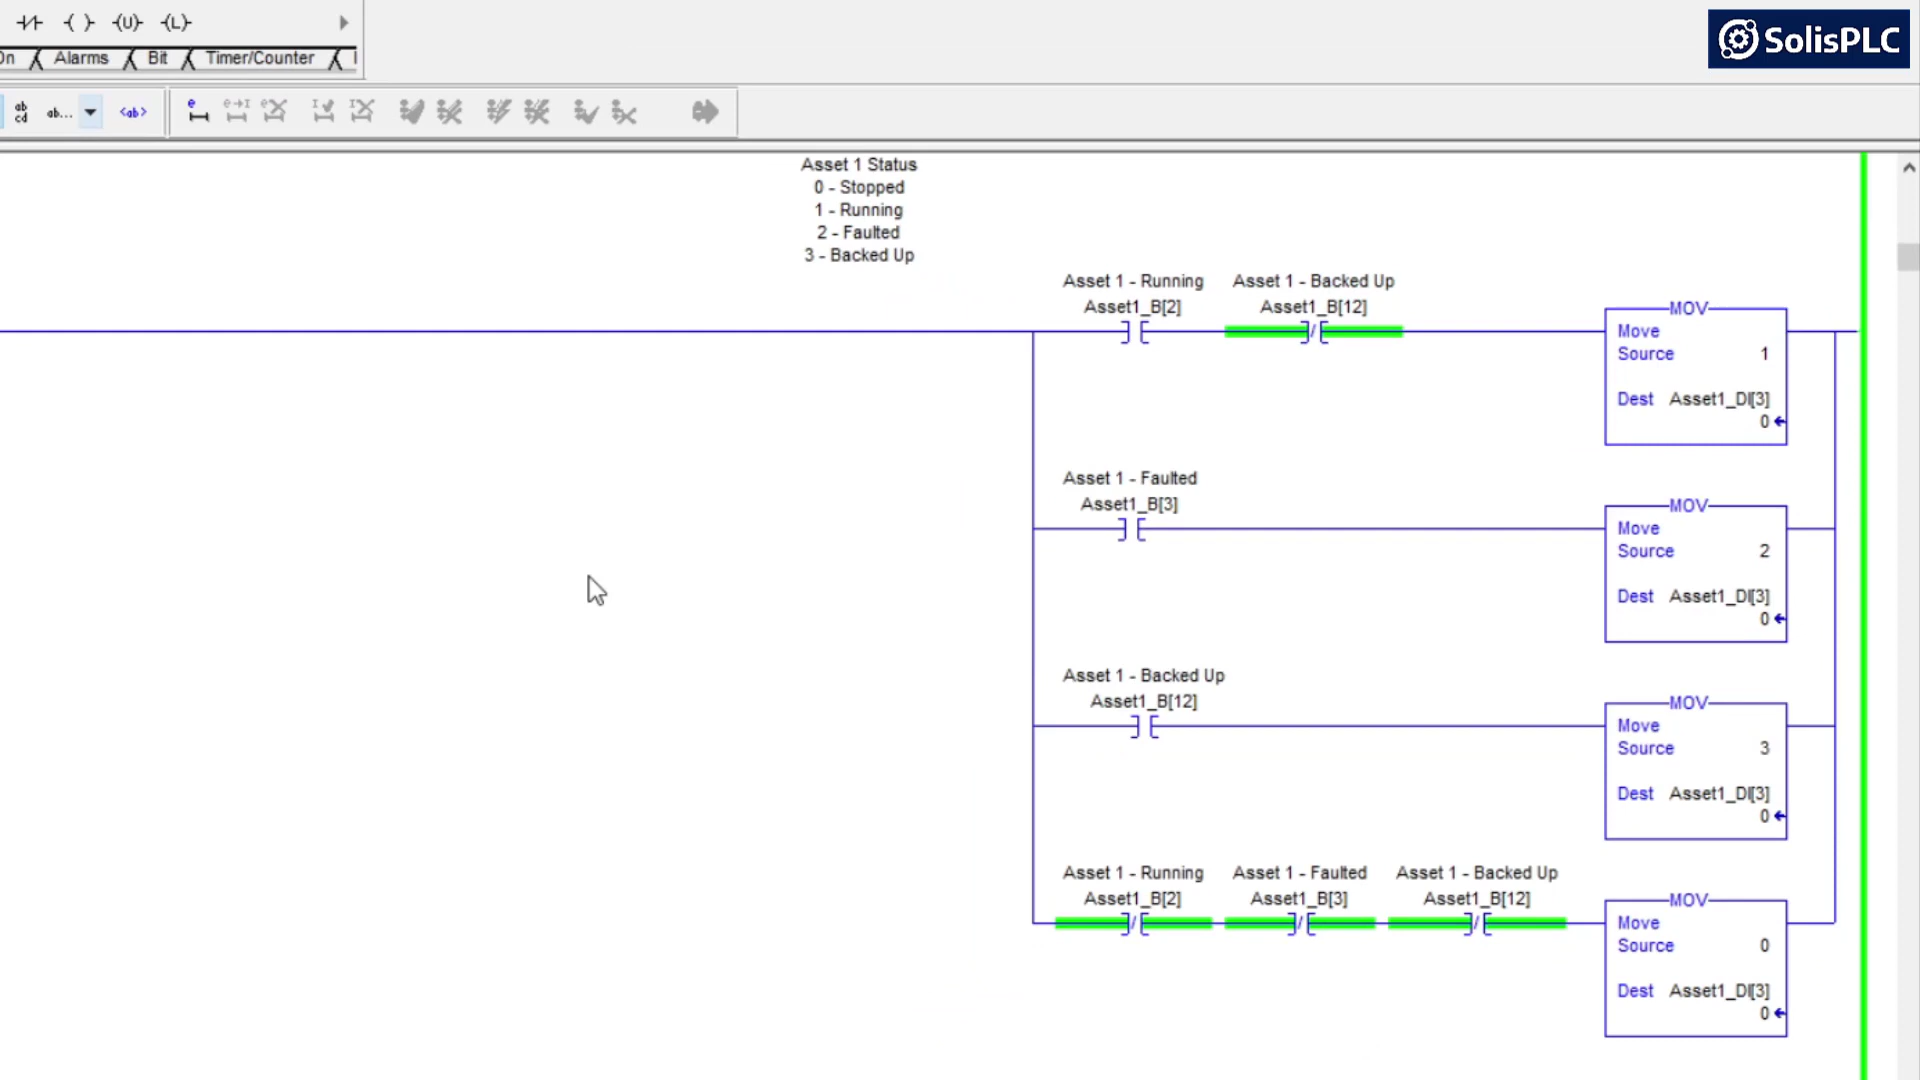 (U) (L)
On Alarms Bit Timer/Counter
SolisPLC
ab
cd
ab...
<ab>
e
Asset 1 Status
0 - Stopped
1 - Running
2 - Faulted
3 - Backed Up
Asset 1 - Running
Asset1_B[2]
Asset 1 - Backed Up
Asset1_B[12]
MOV
Move
Source 1
Dest Asset1_DI[3]
0
Asset 1 - Faulted
Asset1_B[3]
MOV
Move
Source 2
Dest Asset1_DI[3]
0
Asset 1 - Backed Up
Asset1_B[12]
MOV
Move
Source 3
Dest Asset1_DI[3]
0
Asset 1 - Running
Asset1_B[2]
Asset 1 - Faulted
Asset1_B[3]
Asset 1 - Backed Up
Asset1_B[12]
MOV
Move
Source 0
Dest Asset1_DI[3]
0